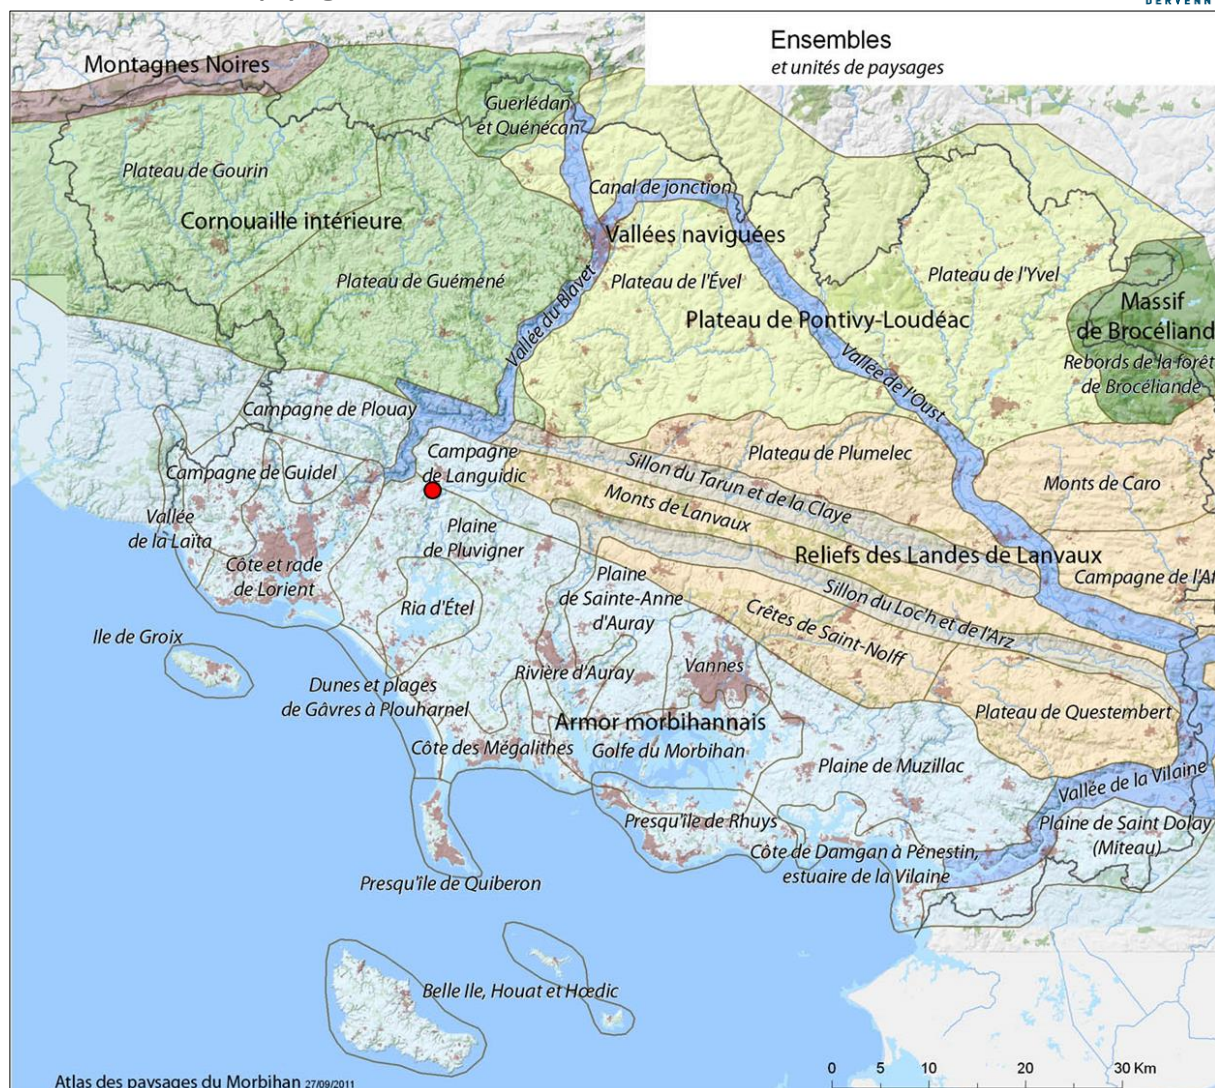 DERVENN
Ensembles
et unités de paysages
Montagnes Noires
Guerlédan
et Quénécan
Plateau de Gourin
Canal de jonction
Cornouaille intérieure
Vallées naviguées
Plateau de Guémené
Plateau de l'Ével
Plateau de l'Yvel
Vallée du Blavet
Massif
de Brocéliand
Plateau de Pontivy-Loudéac
Rebords de la forêt
de Brocéliande
Vallée de l'Oust
Campagne de Plouay
Campagne
de Languidic
Plateau de Plumelec
Sillon du Tarun et de la Claye
Campagne de Guidel
Monts de Caro
Monts de Lanvaux
Vallée
de la Laïta
Plaine
de Pluvigner
Reliefs des Landes de Lanvaux
Côte et rade
de Lorient
Plaine
de Sainte-Anne
d'Auray
Campagne de l'Af
Sillon du Loc'h et de l'Arz
Ria d'Étel
Crêtes de Saint-Nolff
Ile de Groix
Rivière d'Auray
Vannes
Dunes et plages
de Gâvres à Plouharnel
Plateau de Questembert
Armor morbihannais
Côte des Mégalithes
Golfe du Morbihan
Plaine de Muzillac
Vallée de la Vilaine
Presqu'île de Rhuys
Plaine de Saint Dolay
(Miteau)
Côte de Damgan à Pénestin,
estuaire de la Vilaine
Presqu'île de Quiberon
Belle Ile, Houat et Hœdic
0 5 10 20 30 Km
Atlas des paysages du Morbihan 27/09/2011